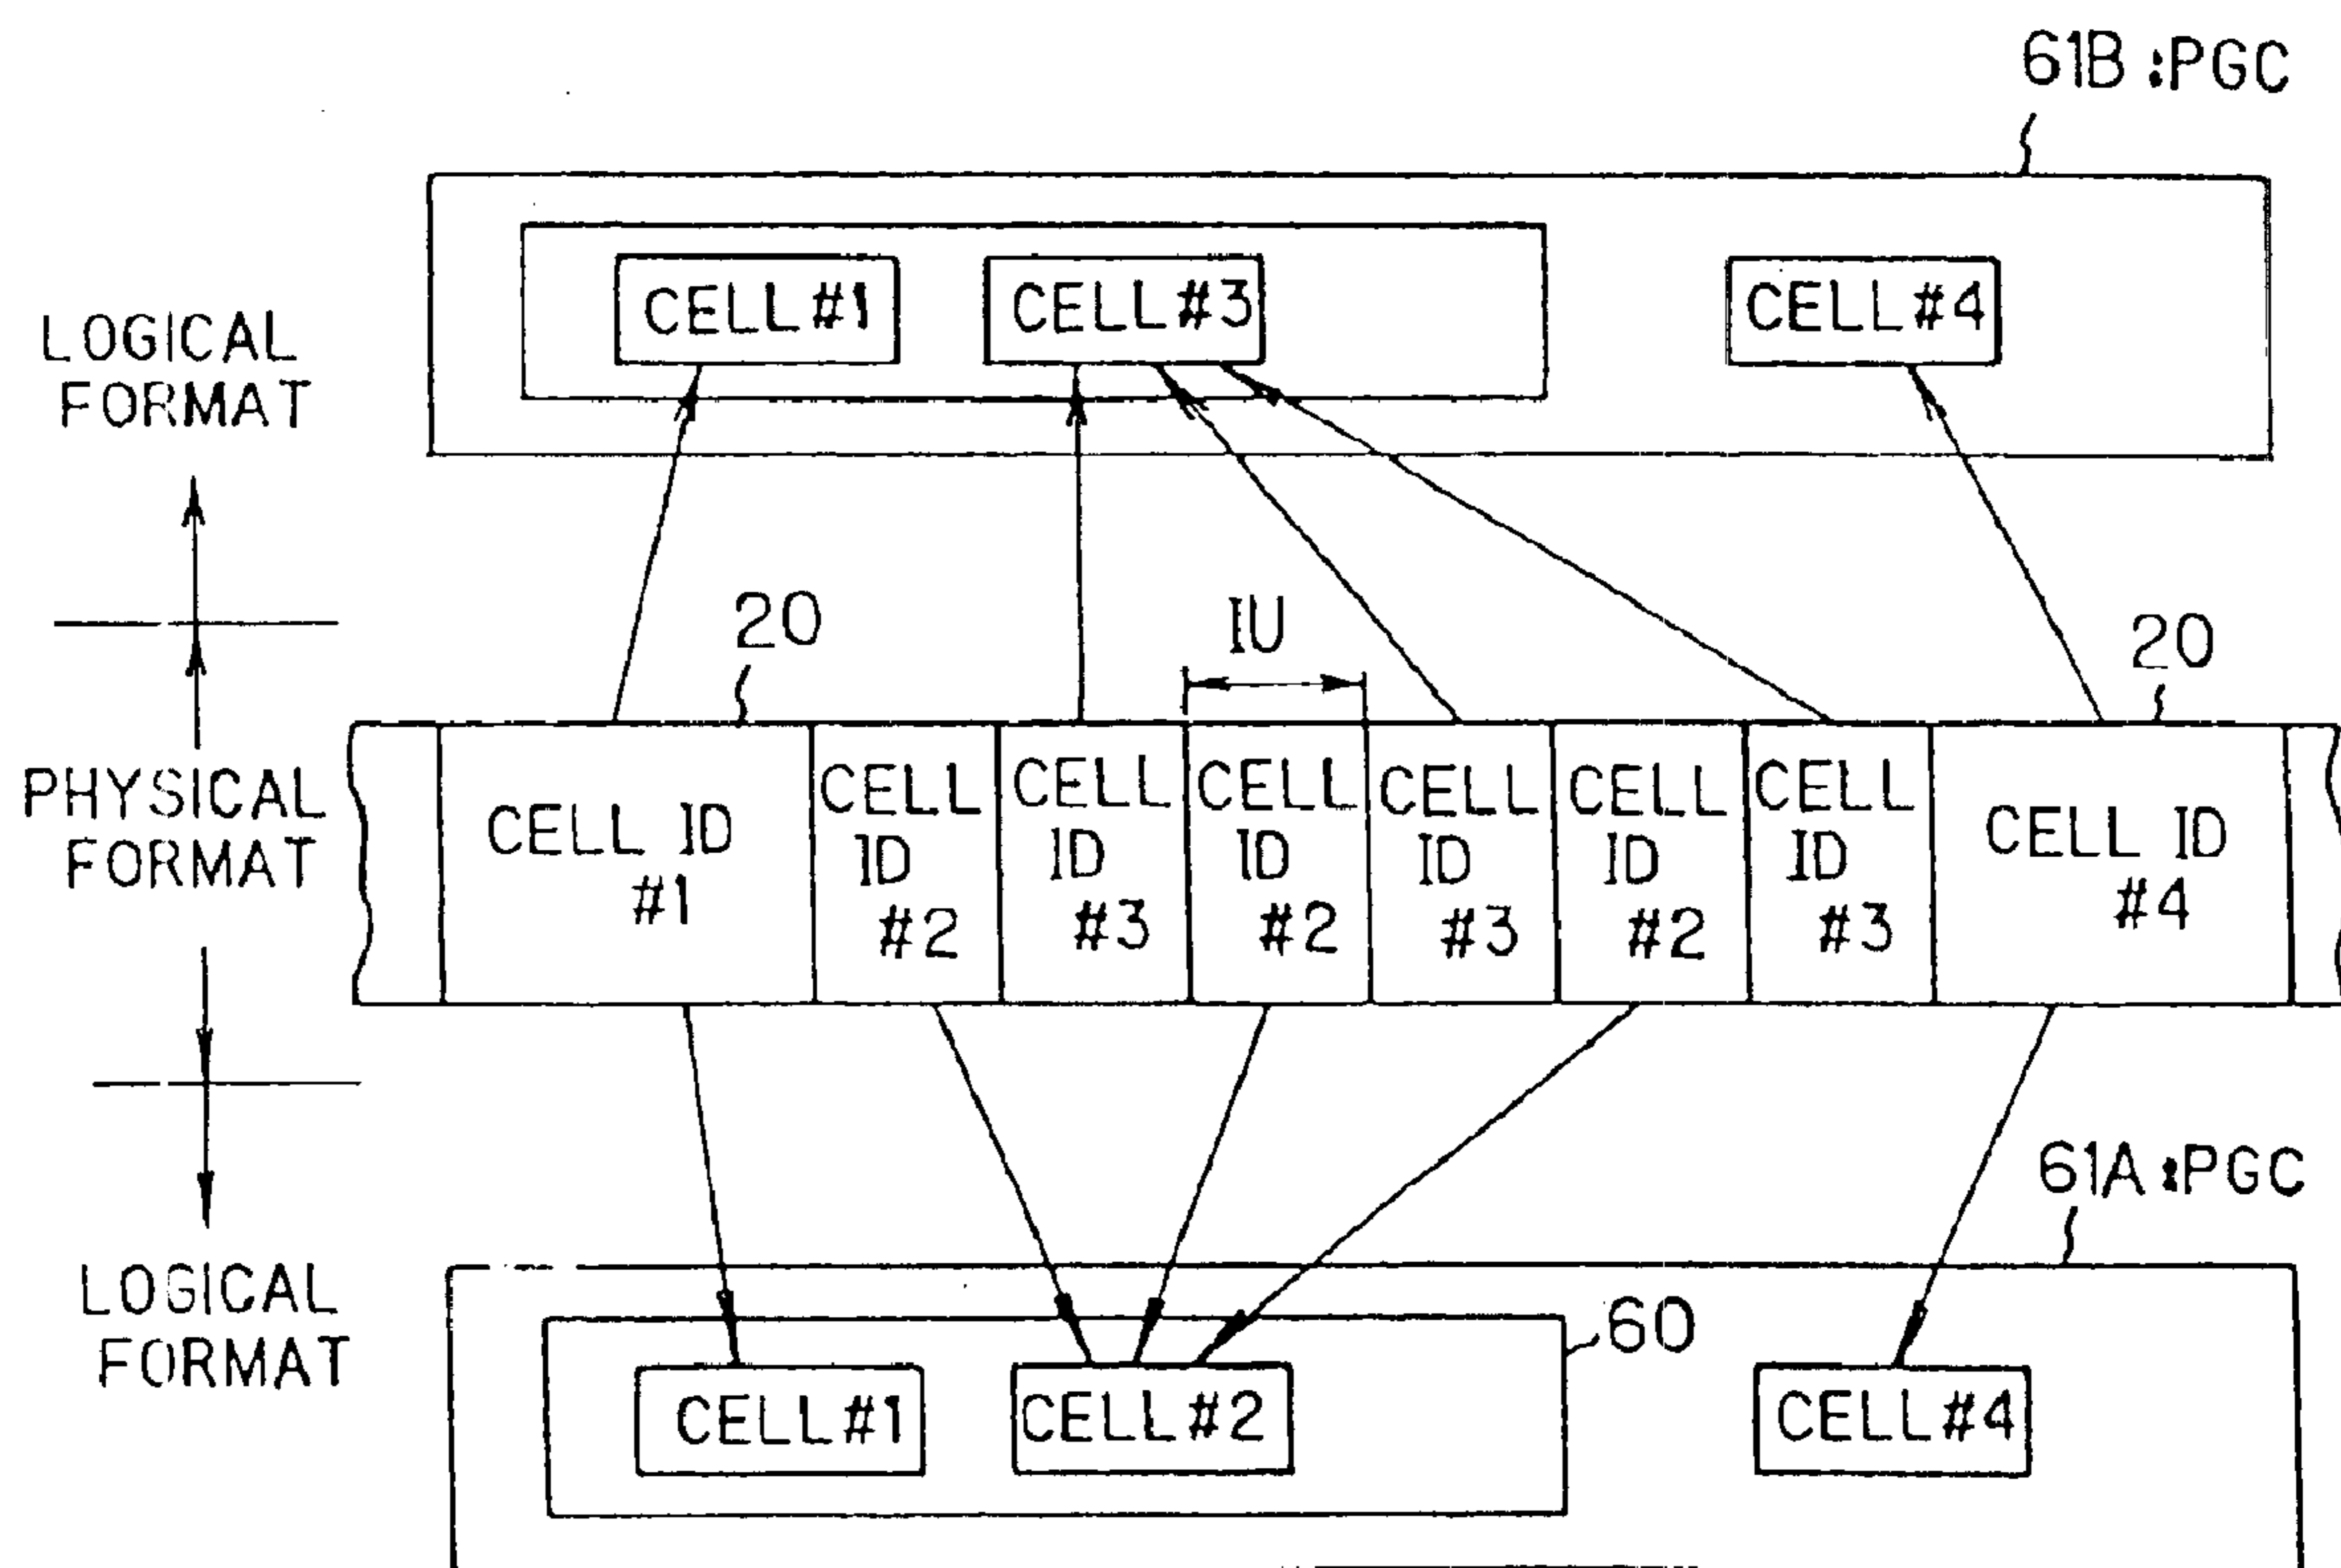 61B :PGC
CELL #1
CELL #3
CELL #4
LOGICAL
FORMAT
20
IU
20
PHYSICAL
FORMAT
CELL ID
#1
CELL
ID
#2
CELL
ID
#3
CELL
ID
#2
CELL
ID
#3
CELL
ID
#2
CELL
ID
#3
CELL ID
#4
61A :PGC
LOGICAL
FORMAT
60
CELL #1
CELL #2
CELL #4